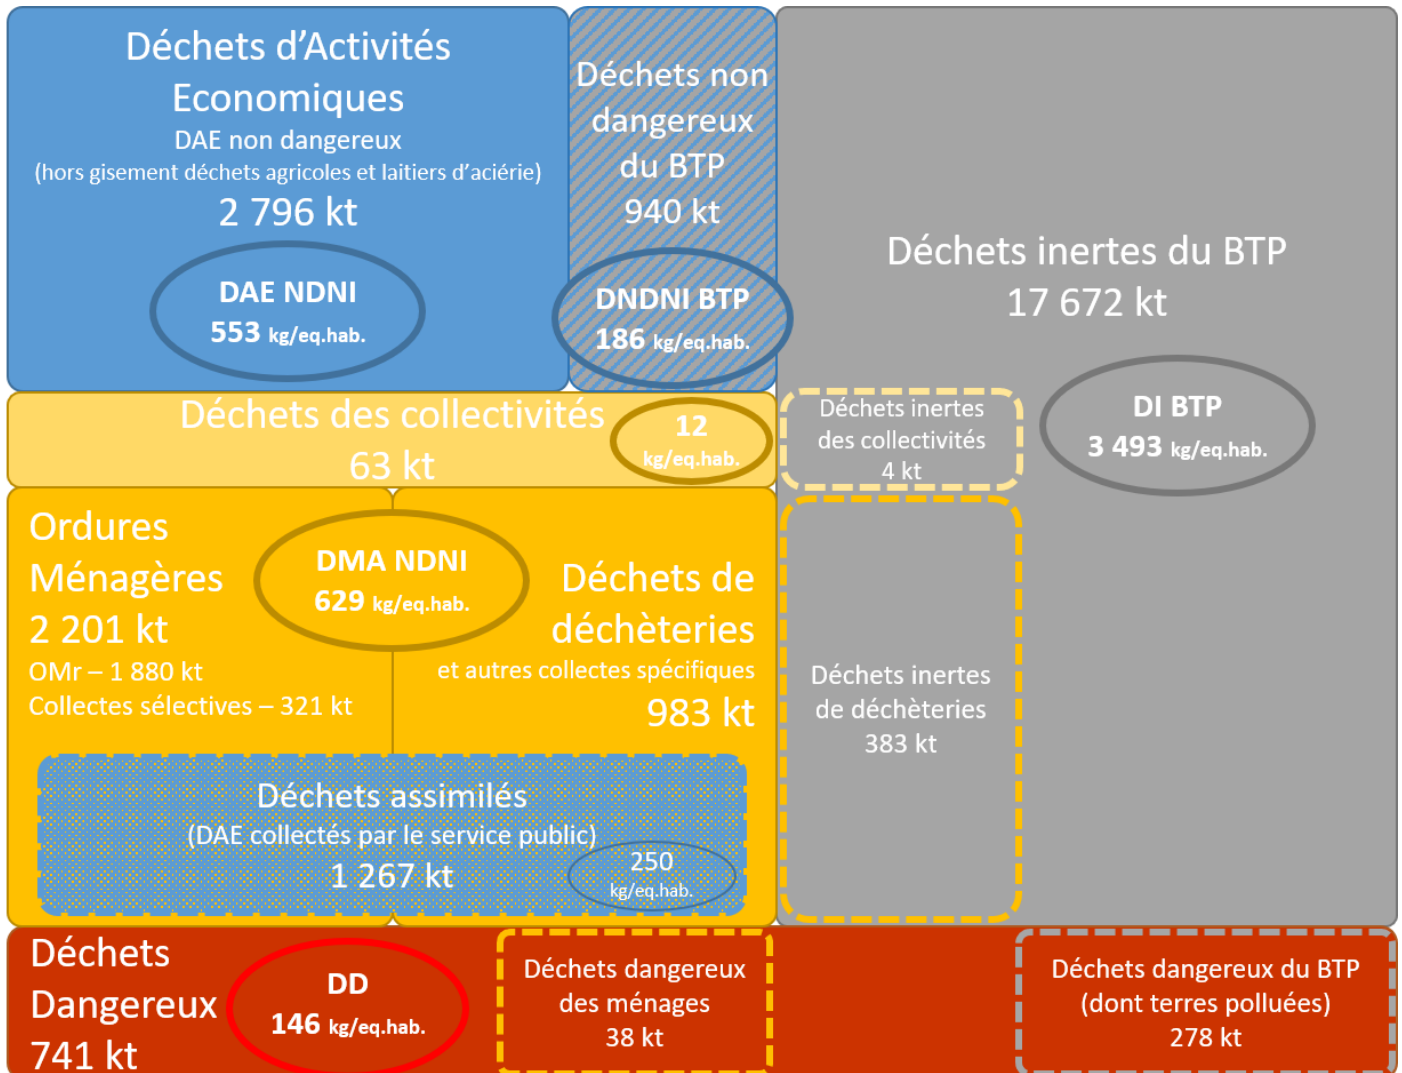 Déchets d’Activités
Economiques
DAE non dangereux
(hors gisement déchets agricoles et laitiers d’aciérie)
2 796 kt
DAE NDNI
553 kg/eq.hab.
Déchets non
dangereux
du BTP
940 kt
DNDNI BTP
186 kg/eq.hab.
Déchets inertes du BTP
17 672 kt
DI BTP
3 493 kg/eq.hab.
Déchets des collectivités
63 kt
12
kg/eq.hab.
Déchets inertes
des collectivités
4 kt
Ordures
Ménagères
2 201 kt
OMr – 1 880 kt
Collectes sélectives – 321 kt
DMA NDNI
629 kg/eq.hab.
Déchets de
déchèteries
et autres collectes spécifiques
983 kt
Déchets inertes
de déchèteries
383 kt
Déchets assimilés
(DAE collectés par le service public)
1 267 kt
250
kg/eq.hab.
Déchets
Dangereux
741 kt
DD
146 kg/eq.hab.
Déchets dangereux
des ménages
38 kt
Déchets dangereux du BTP
(dont terres polluées)
278 kt